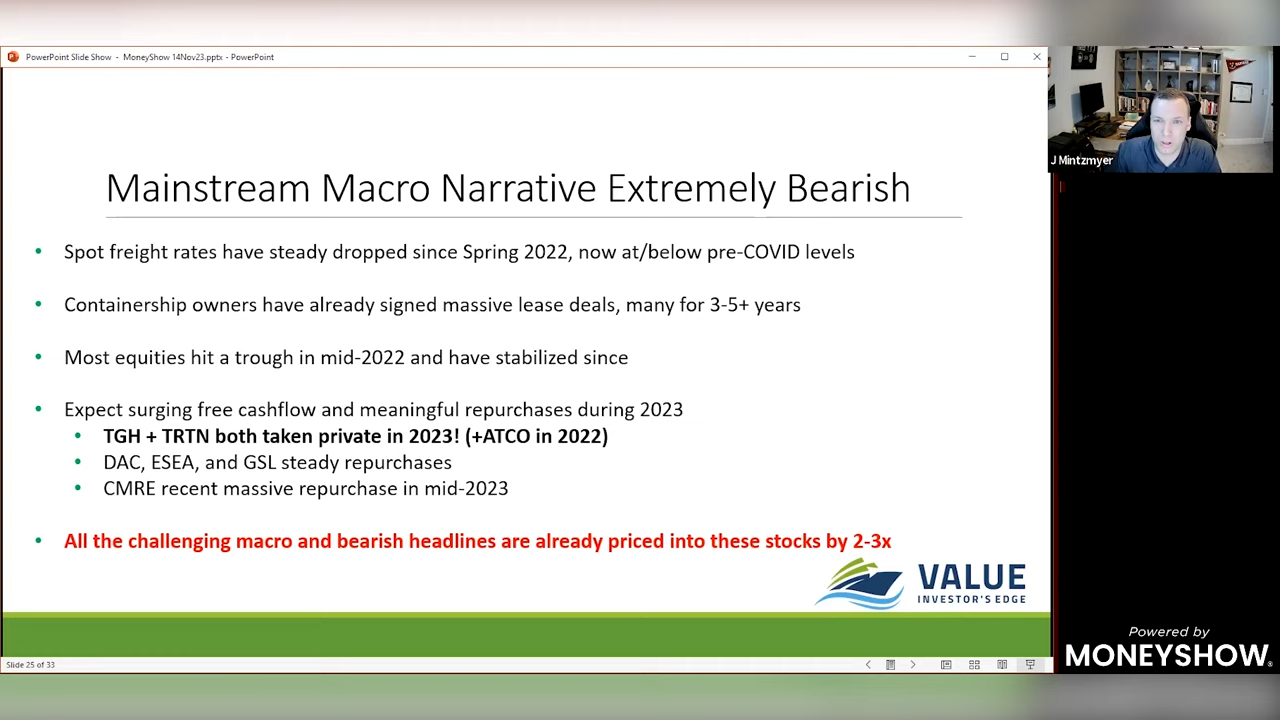 PowerPoint Slide Show - MoneyShow 14Nov23.pptx - PowerPoint
J Mintzmyer
Mainstream Macro Narrative Extremely Bearish
• Spot freight rates have steady dropped since Spring 2022, now at/below pre-COVID levels
• Containership owners have already signed massive lease deals, many for 3-5+ years
• Most equities hit a trough in mid-2022 and have stabilized since
• Expect surging free cashflow and meaningful repurchases during 2023
• TGH + TRTN both taken private in 2023! (+ATCO in 2022)
• DAC, ESEA, and GSL steady repurchases
• CMRE recent massive repurchase in mid-2023
• All the challenging macro and bearish headlines are already priced into these stocks by 2-3x
VALUE
INVESTOR'S EDGE
Slide 25 of 33
Powered by
MONEYSHOW®